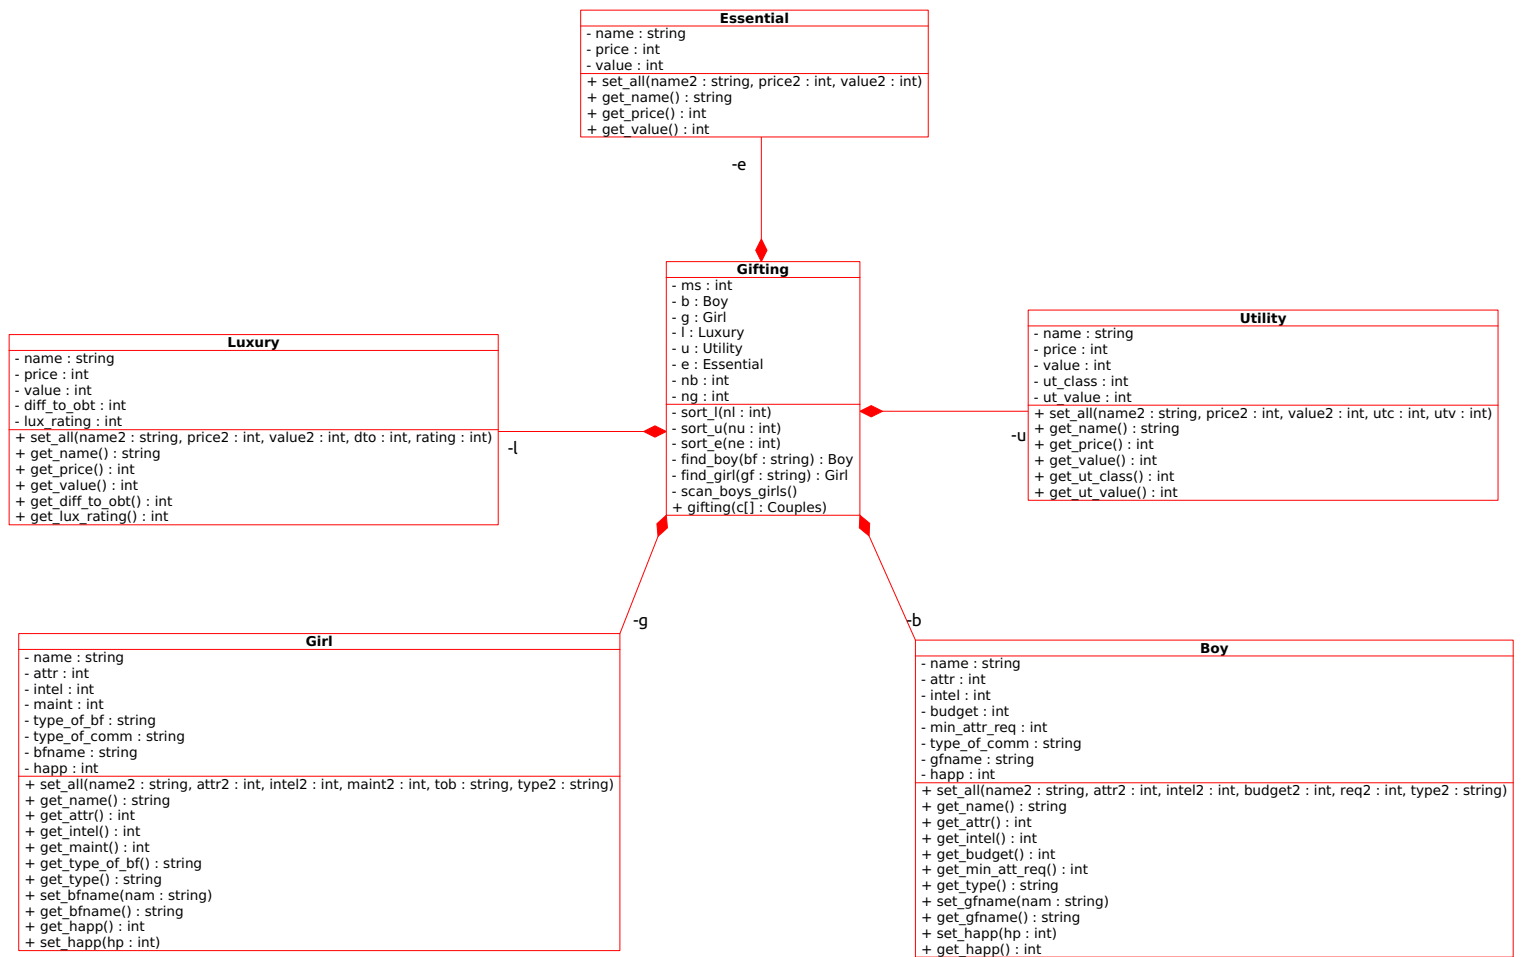 Essential
- name : string
- price : int
- value : int
+ set_all(name2 : string, price2 : int, value2 : int)
+ get_name() : string
+ get_price() : int
+ get_value() : int
-e
Gifting
- ms : int
- b : Boy
- g : Girl
- l : Luxury
- u : Utility
- e : Essential
- nb : int
- ng : int
- sort_l(nl : int)
- sort_u(nu : int)
- sort_e(ne : int)
- find_boy(bf : string) : Boy
- find_girl(gf : string) : Girl
- scan_boys_girls()
+ gifting(c[] : Couples)
Luxury
- name : string
- price : int
- value : int
- diff_to_obt : int
- lux_rating : int
+ set_all(name2 : string, price2 : int, value2 : int, dto : int, rating : int)
+ get_name() : string
+ get_price() : int
+ get_value() : int
+ get_diff_to_obt() : int
+ get_lux_rating() : int
-l
Utility
- name : string
- price : int
- value : int
- ut_class : int
- ut_value : int
+ set_all(name2 : string, price2 : int, value2 : int, utc : int, utv : int)
+ get_name() : string
+ get_price() : int
+ get_value() : int
+ get_ut_class() : int
+ get_ut_value() : int
-u
-g
-b
Girl
- name : string
- attr : int
- intel : int
- maint : int
- type_of_bf : string
- type_of_comm : string
- bfname : string
- happ : int
+ set_all(name2 : string, attr2 : int, intel2 : int, maint2 : int, tob : string, type2 : string)
+ get_name() : string
+ get_attr() : int
+ get_intel() : int
+ get_maint() : int
+ get_type_of_bf() : string
+ get_type() : string
+ set_bfname(nam : string)
+ get_bfname() : string
+ get_happ() : int
+ set_happ(hp : int)
Boy
- name : string
- attr : int
- intel : int
- budget : int
- min_attr_req : int
- type_of_comm : string
- gfname : string
- happ : int
+ set_all(name2 : string, attr2 : int, intel2 : int, budget2 : int, req2 : int, type2 : string)
+ get_name() : string
+ get_attr() : int
+ get_intel() : int
+ get_budget() : int
+ get_min_att_req() : int
+ get_type() : string
+ set_gfname(nam : string)
+ get_gfname() : string
+ set_happ(hp : int)
+ get_happ() : int